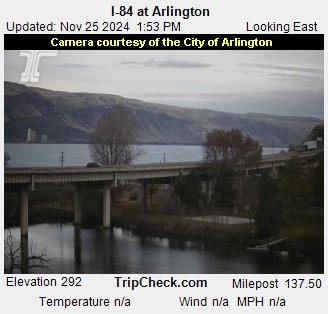 I-84 at Arlington
Updated: Nov 25 2024 1:53 PM Looking East
Camera courtesy of the City of Arlington
Elevation 292 TripCheck.com Milepost 137.50
Temperature n/a Wind n/a MPH n/a